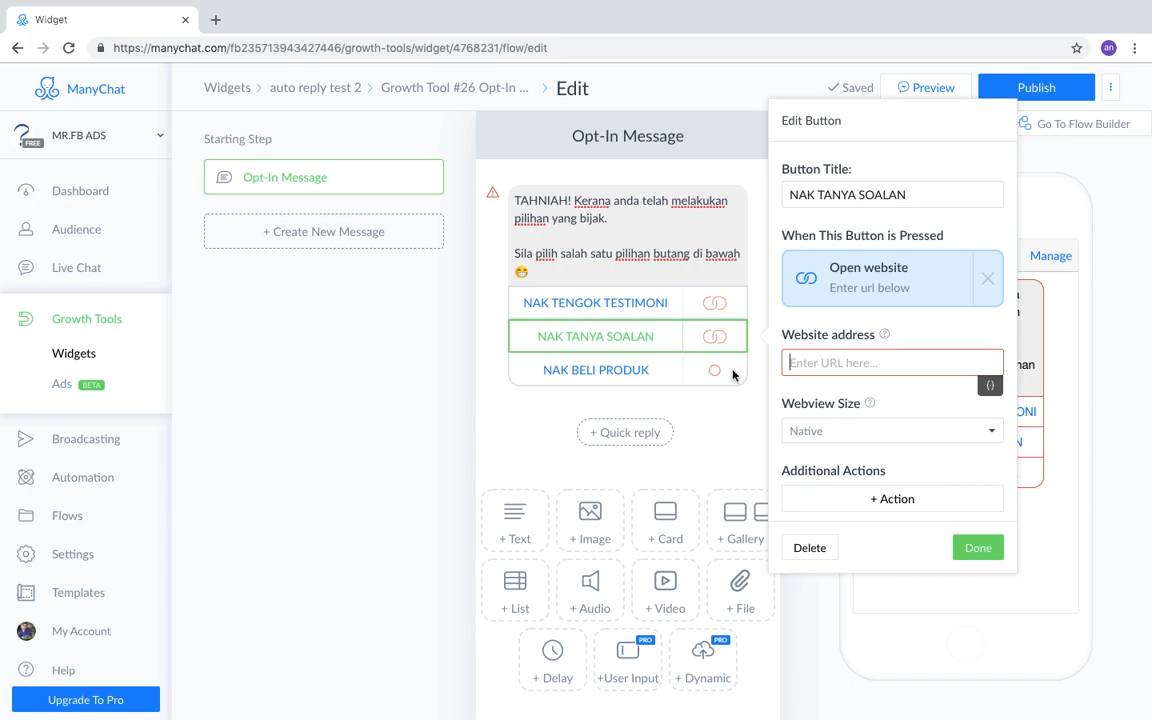 Widget
https://manychat.com/fb235713943427446/growth-tools/widget/4768231/flow/edit
an
ManyChat
Widgets
auto reply test 2
Growth Tool #26 Opt-In ...
Edit
Saved
Preview
Publish
MR.FB ADS
FREE
Go To Flow Builder
Starting Step
Opt-In Message
+ Create New Message
Dashboard
Audience
Live Chat
Growth Tools
Widgets
Ads BETA
Broadcasting
Automation
Flows
Settings
Templates
My Account
Help
Upgrade To Pro
Opt-In Message
TAHNIAH! Kerana anda telah melakukan
pilihan yang bijak.
Sila pilih salah satu pilihan butang di bawah
😁
NAK TENGOK TESTIMONI
NAK TANYA SOALAN
NAK BELI PRODUK
+ Quick reply
+ Text
+ Image
+ Card
+ Gallery
+ List
+ Audio
+ Video
+ File
+ Delay
PRO
+User Input
PRO
+ Dynamic
Edit Button
Button Title:
NAK TANYA SOALAN
When This Button is Pressed
Open website
Enter url below
Website address
Enter URL here...
{}
Webview Size
Native
Additional Actions
+ Action
Delete
Done
Manage